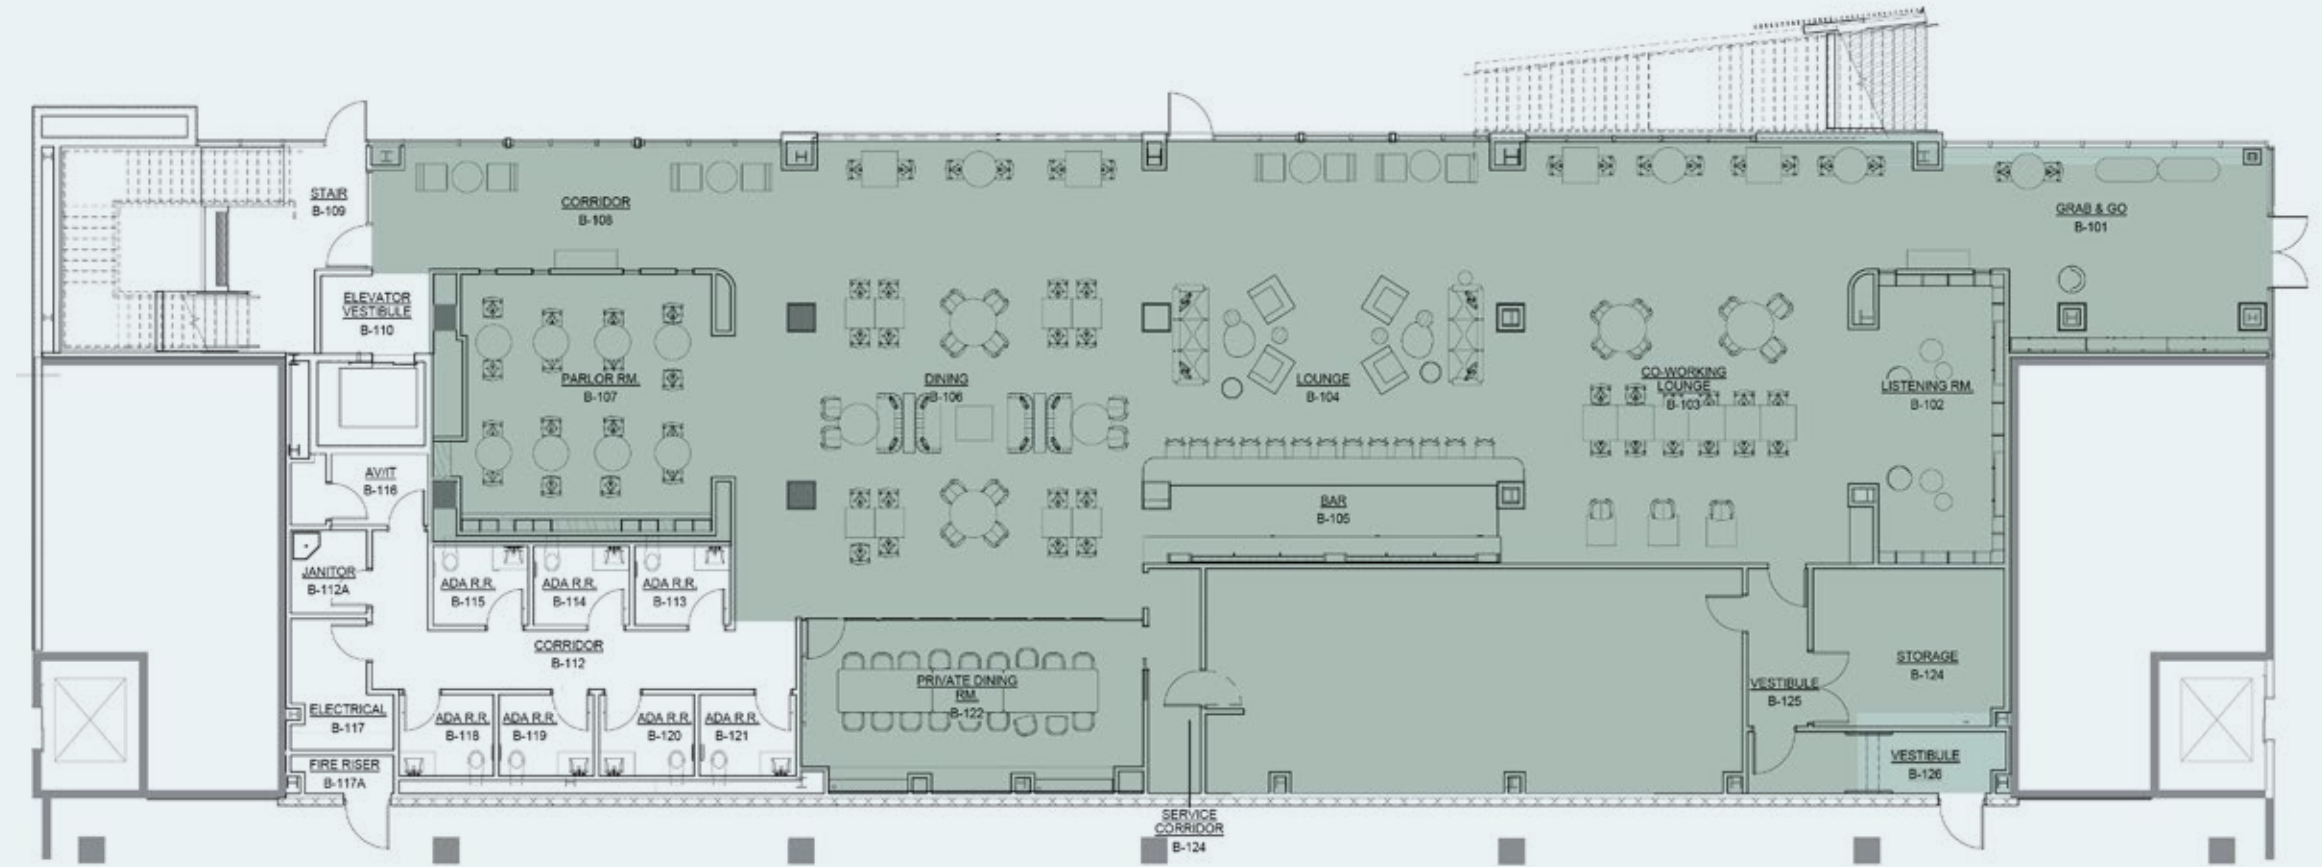 STAIR
B-109
CORRIDOR
B-108
GRAB & GO
B-101
ELEVATOR
VESTIBULE
B-110
PARLOR RM.
B-107
DINING
B-106
LOUNGE
B-104
CO-WORKING
LOUNGE
B-103
LISTENING RM.
B-102
AV/IT
B-116
BAR
B-105
JANITOR
B-112A
ADA R.R.
B-115
ADA R.R.
B-114
ADA R.R.
B-113
CORRIDOR
B-112
PRIVATE DINING
RM.
B-122
STORAGE
B-124
VESTIBULE
B-125
ELECTRICAL
B-117
ADA R.R.
B-118
ADA R.R.
B-119
ADA R.R.
B-120
ADA R.R.
B-121
FIRE RISER
B-117A
VESTIBULE
B-126
SERVICE
CORRIDOR
B-124